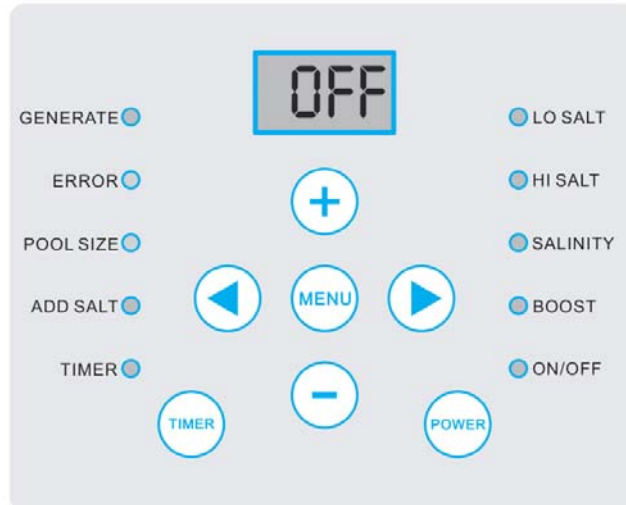 OFF
GENERATE
LO SALT
ERROR
HI SALT
+
POOL SIZE
SALINITY
ADD SALT
MENU
BOOST
TIMER
ON/OFF
-
TIMER
POWER